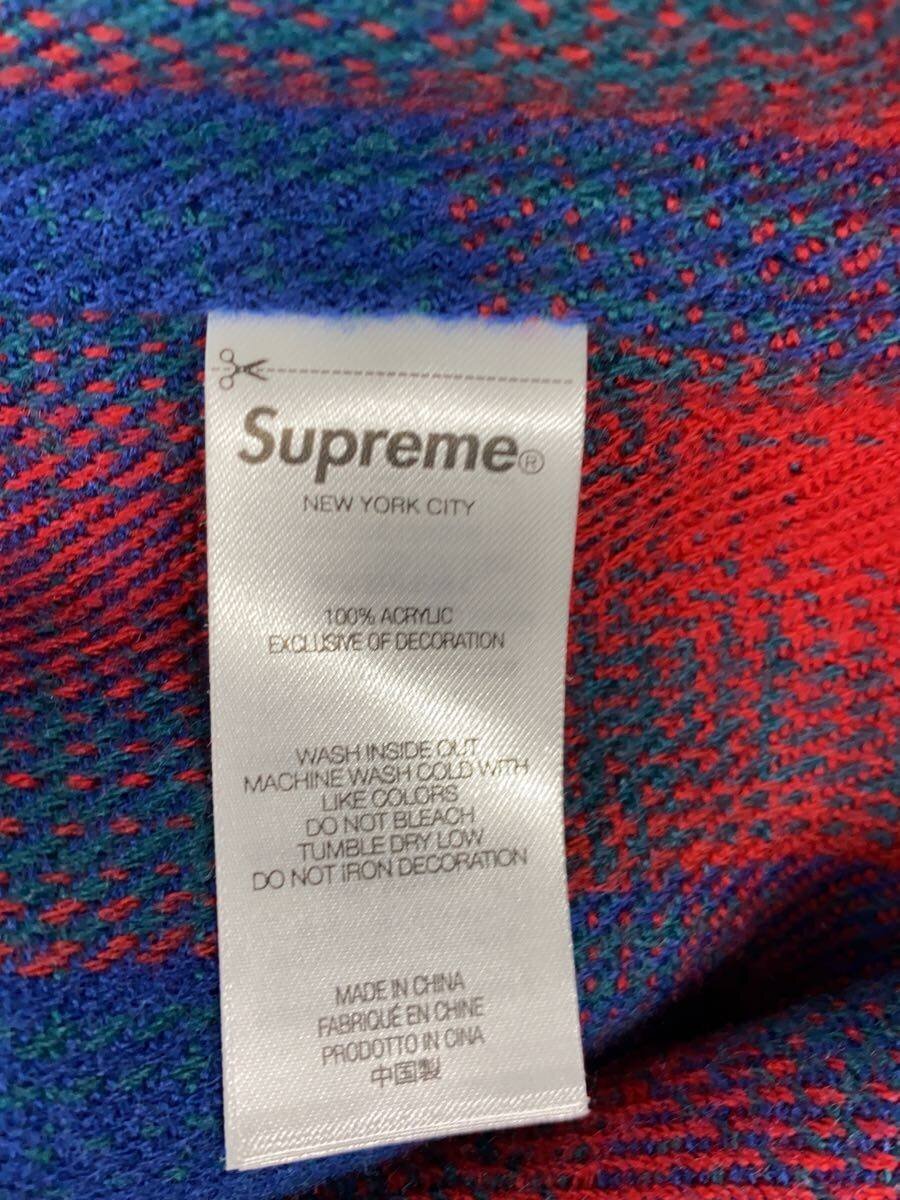 Supreme®
NEW YORK CITY
100% ACRYLIC
EXCLUSIVE OF DECORATION
WASH INSIDE OUT
MACHINE WASH COLD WITH
LIKE COLORS
DO NOT BLEACH
TUMBLE DRY LOW
DO NOT IRON DECORATION
MADE IN CHINA
FABRIQUÉ EN CHINE
PRODOTTO IN CINA
中国製